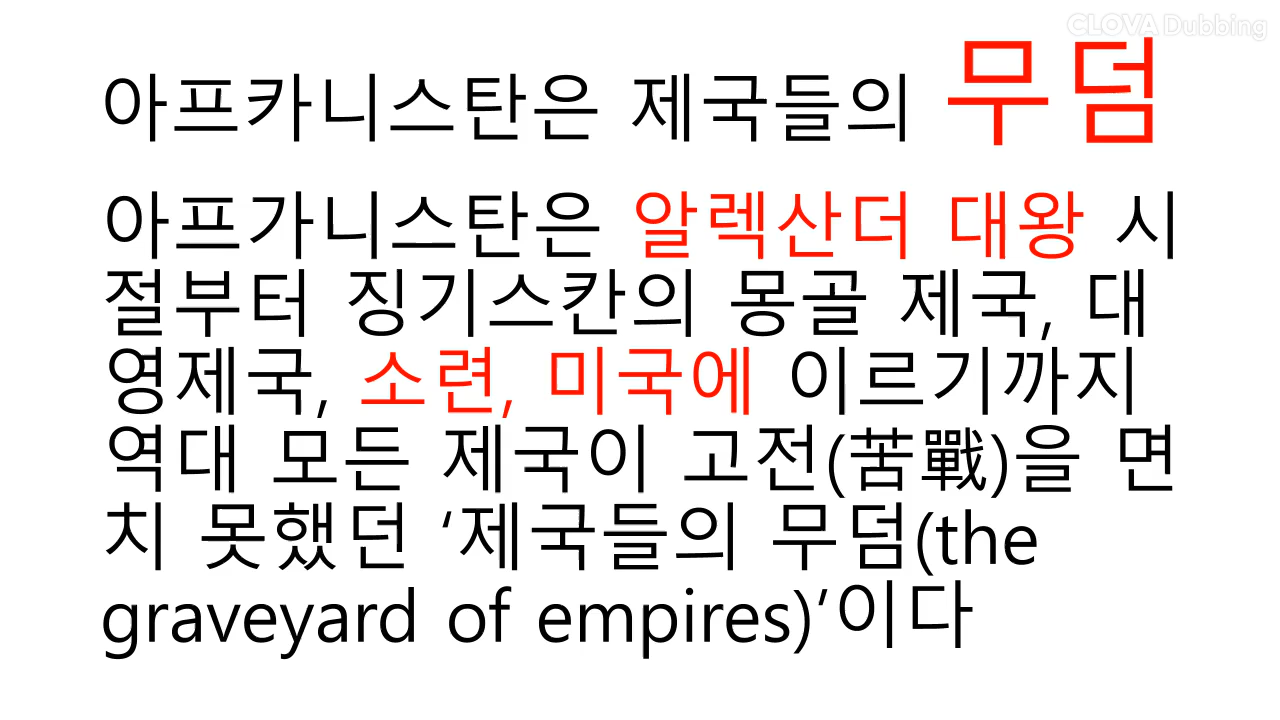 CLOVA Dubbing
아프카니스탄은 제국들의 무덤
아프가니스탄은 알렉산더 대왕 시
절부터 징기스칸의 몽골 제국, 대
영제국, 소련, 미국에 이르기까지
역대 모든 제국이 고전(苦戰)을 면
치 못했던 ‘제국들의 무덤(the
graveyard of empires)’이다